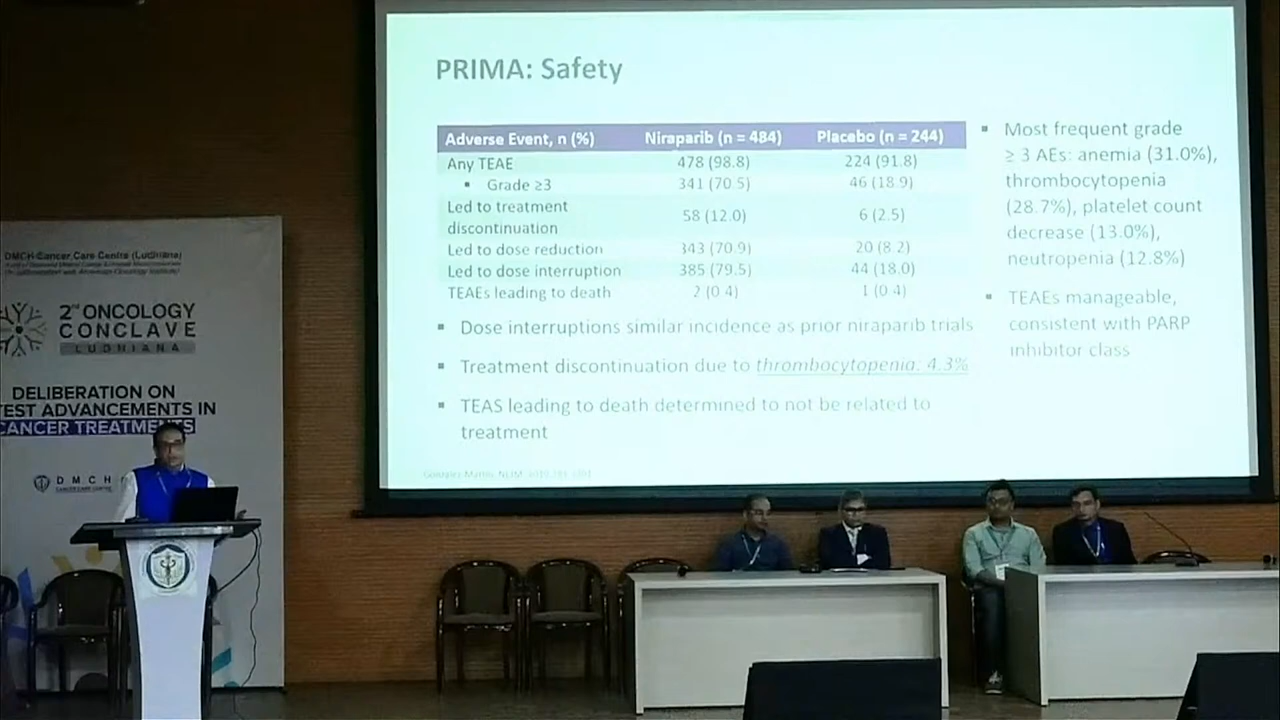 PRIMA: Safety
Adverse Event, n (%) Niraparib (n = 484) Placebo (n = 244)
Any TEAE 478 (98.8) 224 (91.8)
▪ Grade ≥3 341 (70.5) 46 (18.9)
Led to treatment
discontinuation 58 (12.0) 6 (2.5)
Led to dose reduction 343 (70.9) 20 (8.2)
Led to dose interruption 385 (79.5) 44 (18.0)
TEAEs leading to death 2 (0.4) 1 (0.4)
▪ Dose interruptions similar incidence as prior niraparib trials
▪ Treatment discontinuation due to thrombocytopenia: 4.3%
▪ TEAS leading to death determined to not be related to
treatment
▪ Most frequent grade
≥ 3 AEs: anemia (31.0%),
thrombocytopenia
(28.7%), platelet count
decrease (13.0%),
neutropenia (12.8%)
▪ TEAEs manageable,
consistent with PARP
inhibitor class
DMCH Cancer Care Centre (Ludhiana)
2nd ONCOLOGY
CONCLAVE
LUDHIANA
DELIBERATION ON
TEST ADVANCEMENTS IN
CANCER TREATMENTS
DMCH